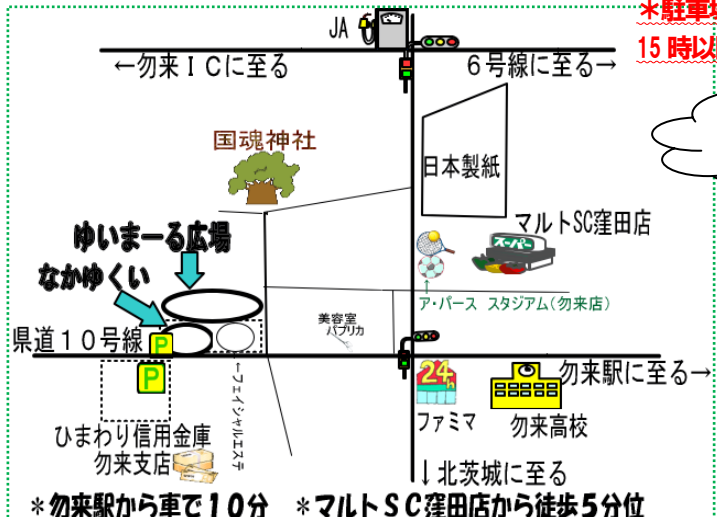 JA
＊駐車場
15時以
←勿来ＩＣに至る
６号線に至る→
国魂神社
日本製紙
マルトSC窪田店
スーパー
ゆいまーる広場
なかゆくい
↑
ア・パース スタジアム(勿来店)
美容室
パプリカ
県道１０号線
P
P
←フェイシャルエステ
24h
勿来駅に至る→
ファミマ
勿来高校
ひまわり信用金庫
勿来支店
↓北茨城に至る
＊勿来駅から車で１０分 ＊マルトＳＣ窪田店から徒歩５分位